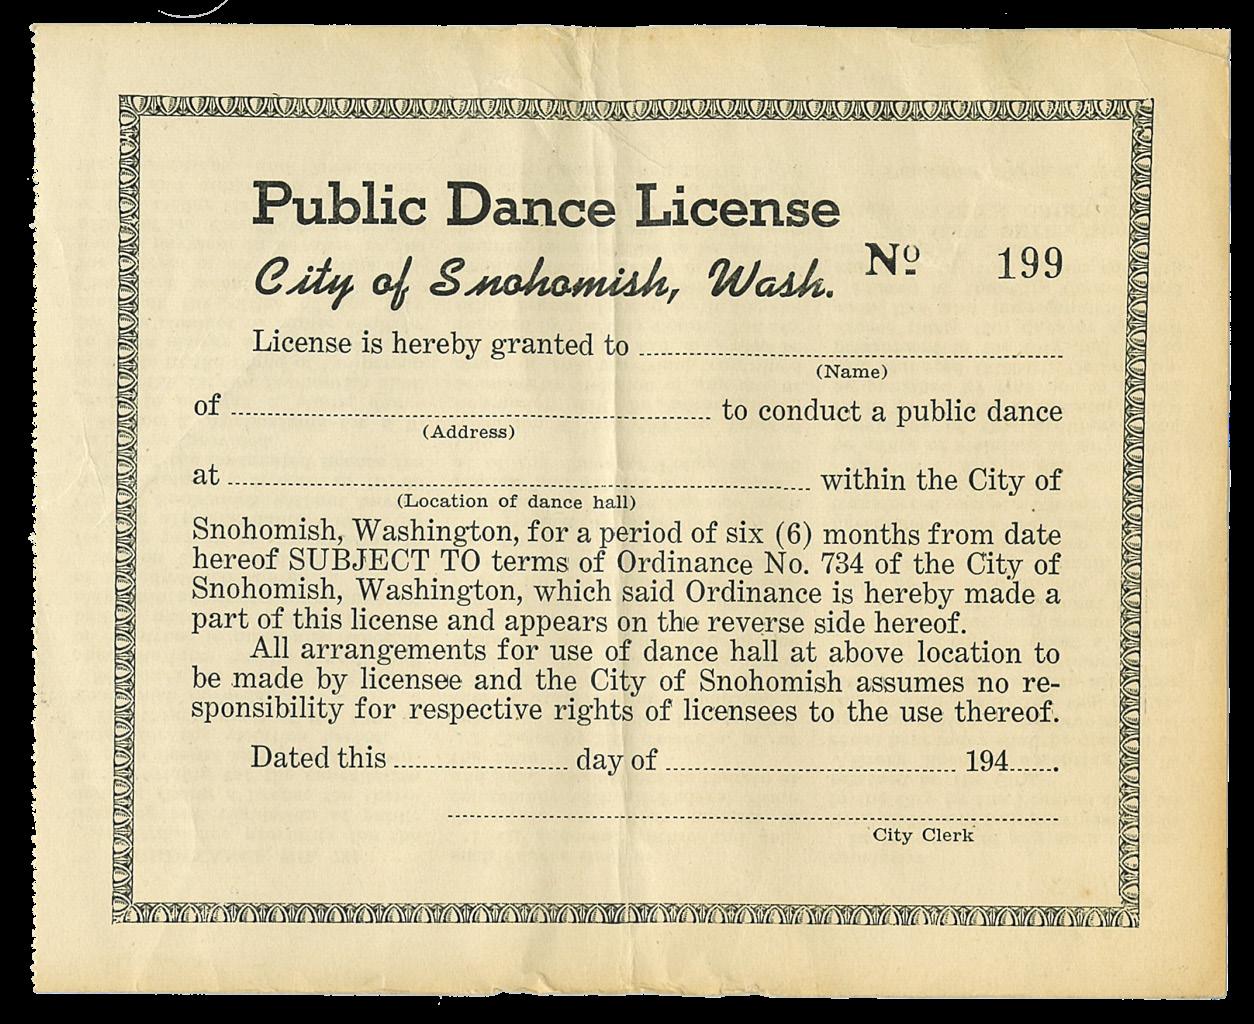 Public Dance License
City of Snohomish, Wash. Nº 199
License is hereby granted to
(Name)
of to conduct a public dance
(Address)
at within the City of
(Location of dance hall)
Snohomish, Washington, for a period of six (6) months from date
hereof SUBJECT TO terms of Ordinance No. 734 of the City of
Snohomish, Washington, which said Ordinance is hereby made a
part of this license and appears on the reverse side hereof.
All arrangements for use of dance hall at above location to
be made by licensee and the City of Snohomish assumes no re-
sponsibility for respective rights of licensees to the use thereof.
Dated this day of 194 .
City Clerk